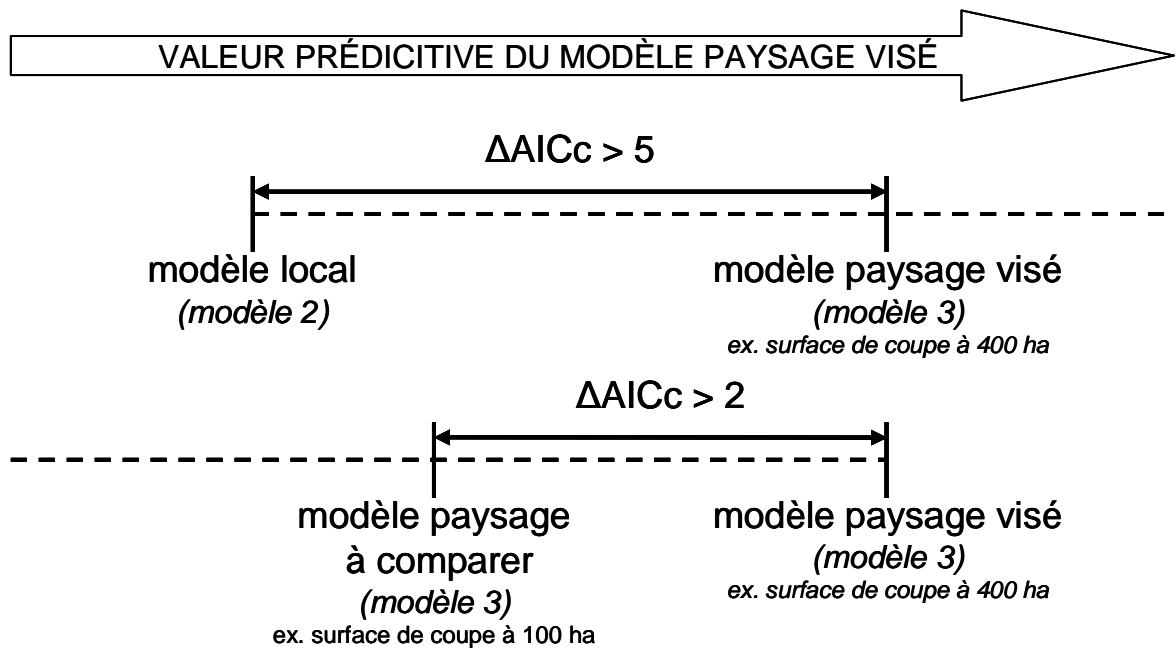 VALEUR PRÉDICITIVE DU MODÈLE PAYSAGE VISÉ
ΔAICc > 5
modèle local
(modèle 2)
modèle paysage visé
(modèle 3)
ex. surface de coupe à 400 ha
ΔAICc > 2
modèle paysage
à comparer
(modèle 3)
ex. surface de coupe à 100 ha
modèle paysage visé
(modèle 3)
ex. surface de coupe à 400 ha